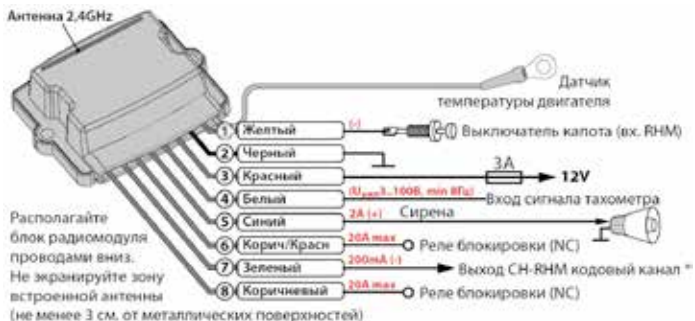 Антенна 2,4GHz
Датчик
температуры двигателя
1 Желтый (-) Выключатель капота (вх. RHM)
2 Черный
3 Красный 3А 12V
4 Белый 3..100В, min 8Гц) Вход сигнала тахометра
5 Синий 2А (+) Сирена
6 Корич/Красн 20А max Реле блокировки (NC)
7 Зеленый 200mA (-) Выход CH-RHM кодовый канал *
8 Коричневый 20А max Реле блокировки (NC)
Располагайте
блок радиомодуля
проводами вниз.
Не экранируйте зону
встроенной антенны
(не менее 3 см. от металлических поверхностей)